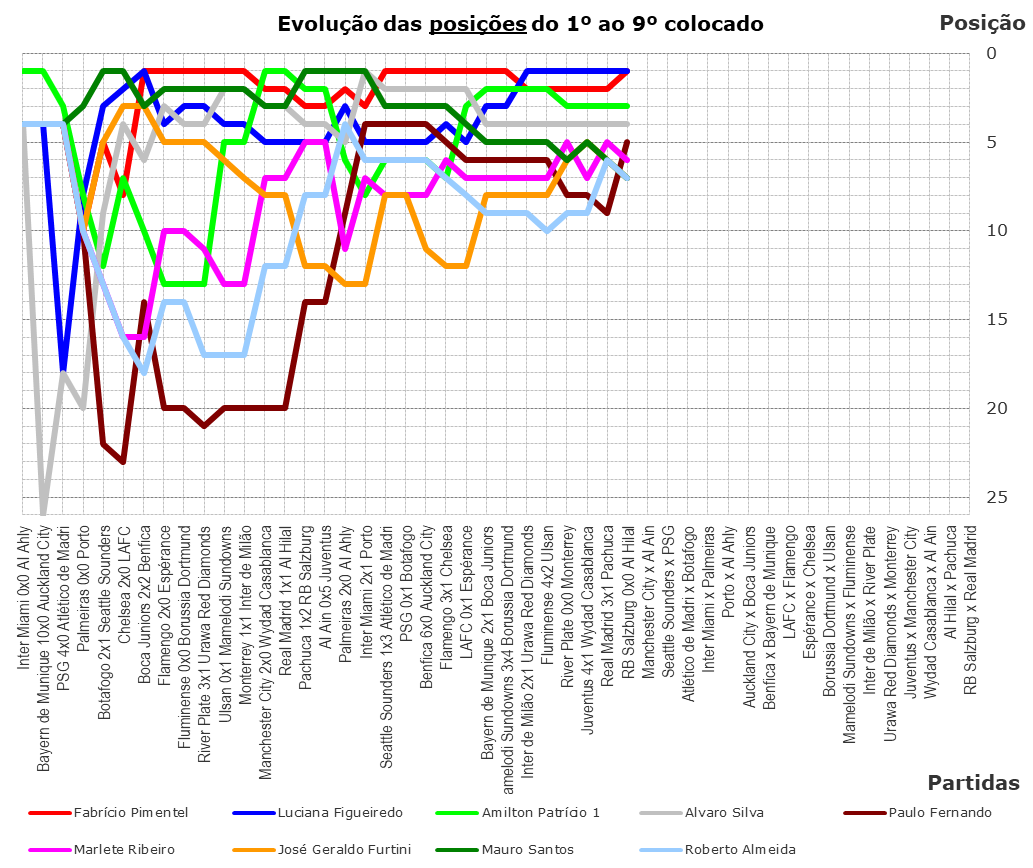 Evolução das posições do 1º ao 9º colocado
Posição
0
5
10
15
20
25
Inter Miami 0x0 Al Ahly
Bayern de Munique 10x0 Auckland City
PSG 4x0 Atlético de Madri
Palmeiras 0x0 Porto
Botafogo 2x1 Seattle Sounders
Chelsea 2x0 LAFC
Boca Juniors 2x2 Benfica
Flamengo 2x0 Espérance
Fluminense 0x0 Borussia Dortmund
River Plate 3x1 Urawa Red Diamonds
Ulsan 0x1 Mamelodi Sundowns
Monterrey 1x1 Inter de Milão
Manchester City 2x0 Wydad Casablanca
Real Madrid 1x1 Al Hilal
Pachuca 1x2 RB Salzburg
Al Ain 0x5 Juventus
Palmeiras 2x0 Al Ahly
Inter Miami 2x1 Porto
Seattle Sounders 1x3 Atlético de Madri
PSG 0x1 Botafogo
Benfica 6x0 Auckland City
Flamengo 3x1 Chelsea
LAFC 0x1 Espérance
Bayern de Munique 2x1 Boca Juniors
amelodi Sundowns 3x4 Borussia Dortmund
Inter de Milão 2x1 Urawa Red Diamonds
Fluminense 4x2 Ulsan
River Plate 0x0 Monterrey
Juventus 4x1 Wydad Casablanca
Real Madrid 3x1 Pachuca
RB Salzburg 0x0 Al Hilal
Manchester City x Al Ain
Seattle Sounders x PSG
Atlético de Madri x Botafogo
Inter Miami x Palmeiras
Porto x Al Ahly
Auckland City x Boca Juniors
Benfica x Bayern de Munique
LAFC x Flamengo
Espérance x Chelsea
Borussia Dortmund x Ulsan
Mamelodi Sundowns x Fluminense
Inter de Milão x River Plate
Urawa Red Diamonds x Monterrey
Juventus x Manchester City
Wydad Casablanca x Al Ain
Al Hilal x Pachuca
RB Salzburg x Real Madrid
Partidas
Fabrício Pimentel
Luciana Figueiredo
Amilton Patrício 1
Alvaro Silva
Paulo Fernando
Marlete Ribeiro
José Geraldo Furtini
Mauro Santos
Roberto Almeida